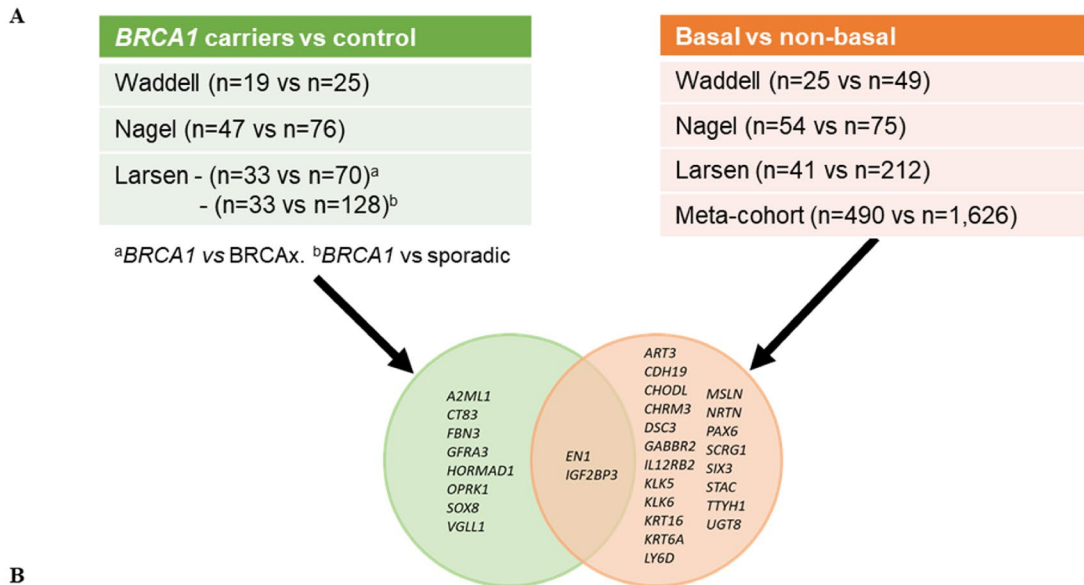 A
BRCA1 carriers vs control
Waddell (n=19 vs n=25)
Nagel (n=47 vs n=76)
Larsen - (n=33 vs n=70)ᵃ
- (n=33 vs n=128)ᵇ
ᵃBRCA1 vs BRCAx. ᵇBRCA1 vs sporadic
Basal vs non-basal
Waddell (n=25 vs n=49)
Nagel (n=54 vs n=75)
Larsen (n=41 vs n=212)
Meta-cohort (n=490 vs n=1,626)
A2ML1
CT83
FBN3
GFRA3
HORMAD1
OPRK1
SOX8
VGLL1
EN1
IGF2BP3
ART3
CDH19
CHODL
CHRM3
DSC3
GABBR2
IL12RB2
KLK5
KLK6
KRT16
KRT6A
LY6D
MSLN
NRTN
PAX6
SCRG1
SIX3
STAC
TTYH1
UGT8
B